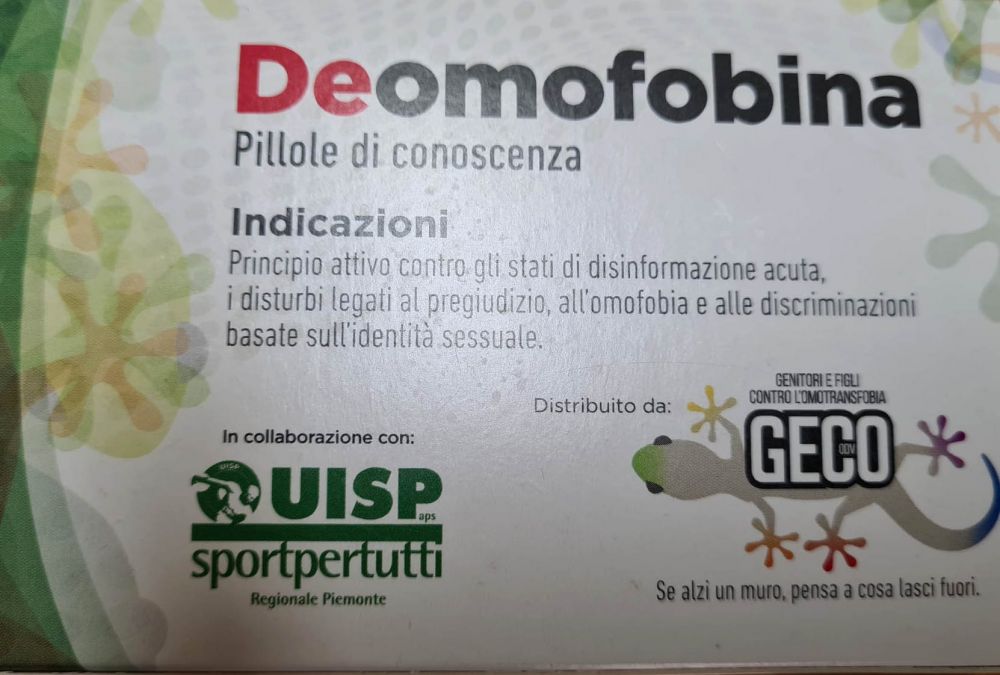 Deomofobina
Pillole di conoscenza
Indicazioni
Principio attivo contro gli stati di disinformazione acuta,
i disturbi legati al pregiudizio, all'omofobia e alle discriminazioni
basate sull'identità sessuale.
Distribuito da:
GENITORI E FIGLI
CONTRO L'OMOTRANSFOBIA
GECO
ODV
In collaborazione con:
UISP
UISP
aps
sportpertutti
Regionale Piemonte
Se alzi un muro, pensa a cosa lasci fuori.